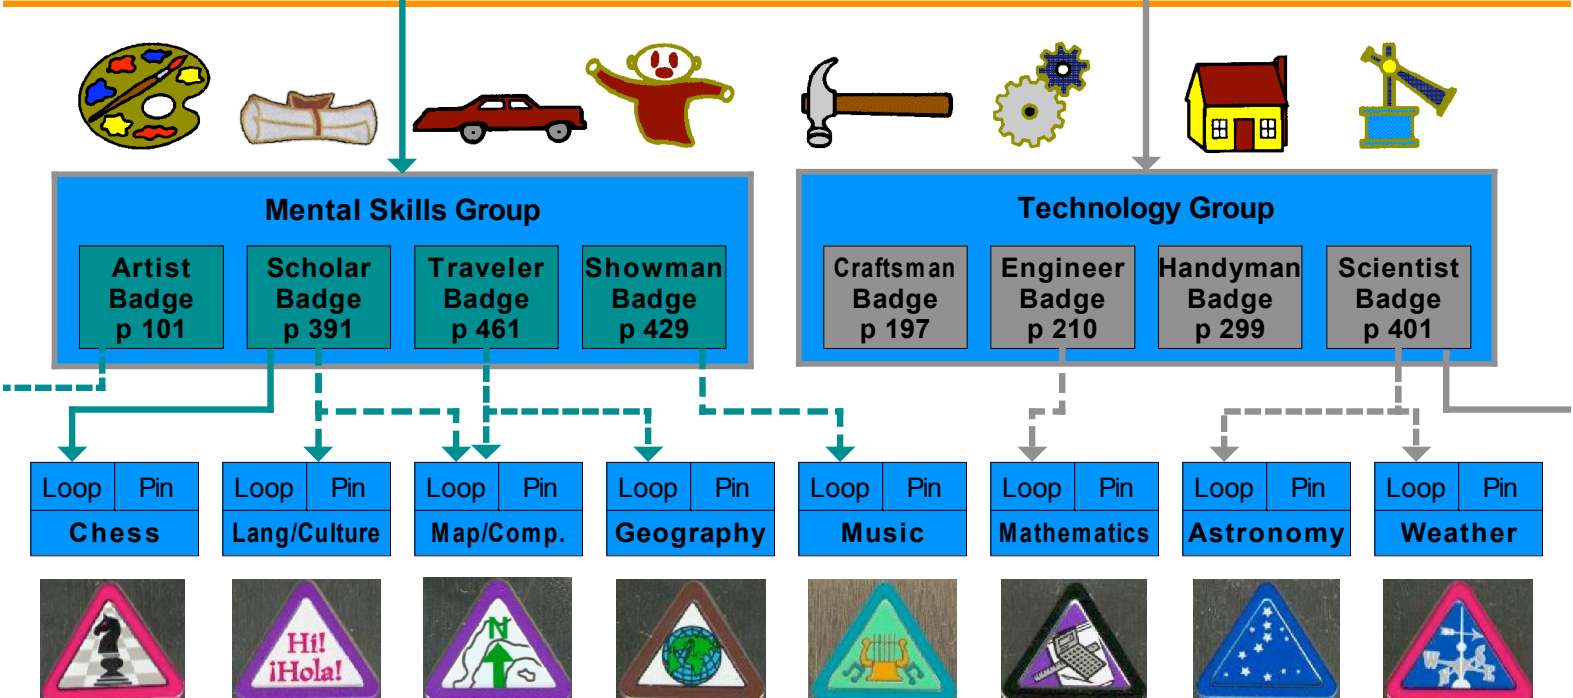 Mental Skills Group
Technology Group
Artist
Badge
p 101
Scholar
Badge
p 391
Traveler
Badge
p 461
Showman
Badge
p 429
Craftsman
Badge
p 197
Engineer
Badge
p 210
Handyman
Badge
p 299
Scientist
Badge
p 401
Loop Pin
Chess
Loop Pin
Lang/Culture
Loop Pin
Map/Comp.
Loop Pin
Geography
Loop Pin
Music
Loop Pin
Mathematics
Loop Pin
Astronomy
Loop Pin
Weather
Hi!
¡Hola!
N
W
S
E